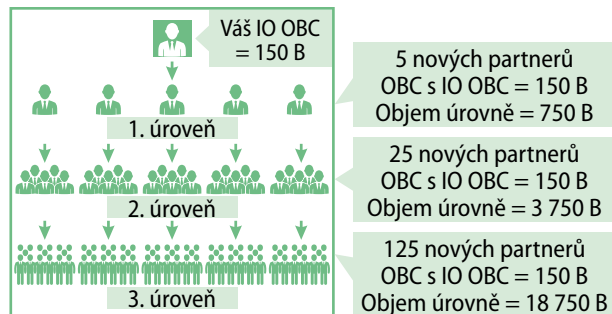 Váš IO OBC
= 150 B
5 nových partnerů
OBC s IO OBC = 150 B
Objem úrovně = 750 B
1. úroveň
25 nových partnerů
OBC s IO OBC = 150 B
Objem úrovně = 3 750 B
2. úroveň
125 nových partnerů
OBC s IO OBC = 150 B
Objem úrovně = 18 750 B
3. úroveň